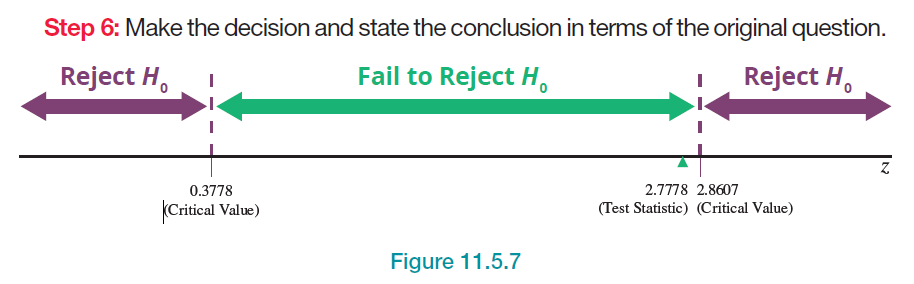 Step 6: Make the decision and state the conclusion in terms of the original question.
Reject H₀ Fail to Reject H₀ Reject H₀
z
0.3778 2.7778 2.8607
(Critical Value) (Test Statistic) (Critical Value)
Figure 11.5.7